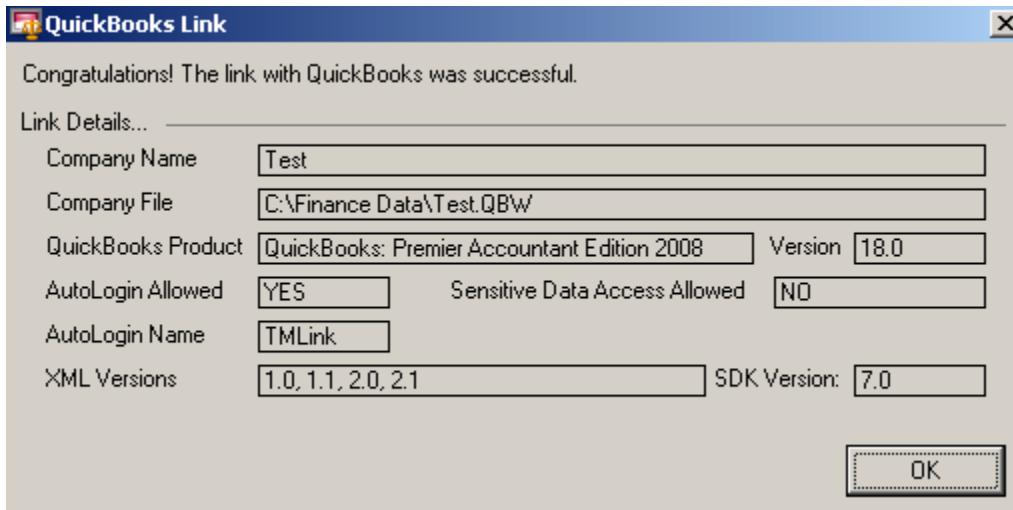 QuickBooks Link
Congratulations! The link with QuickBooks was successful.
Link Details...
Company Name Test
Company File C:\Finance Data\Test.QBW
QuickBooks Product QuickBooks: Premier Accountant Edition 2008 Version 18.0
AutoLogin Allowed YES Sensitive Data Access Allowed NO
AutoLogin Name TMLink
XML Versions 1.0, 1.1, 2.0, 2.1 SDK Version: 7.0
OK